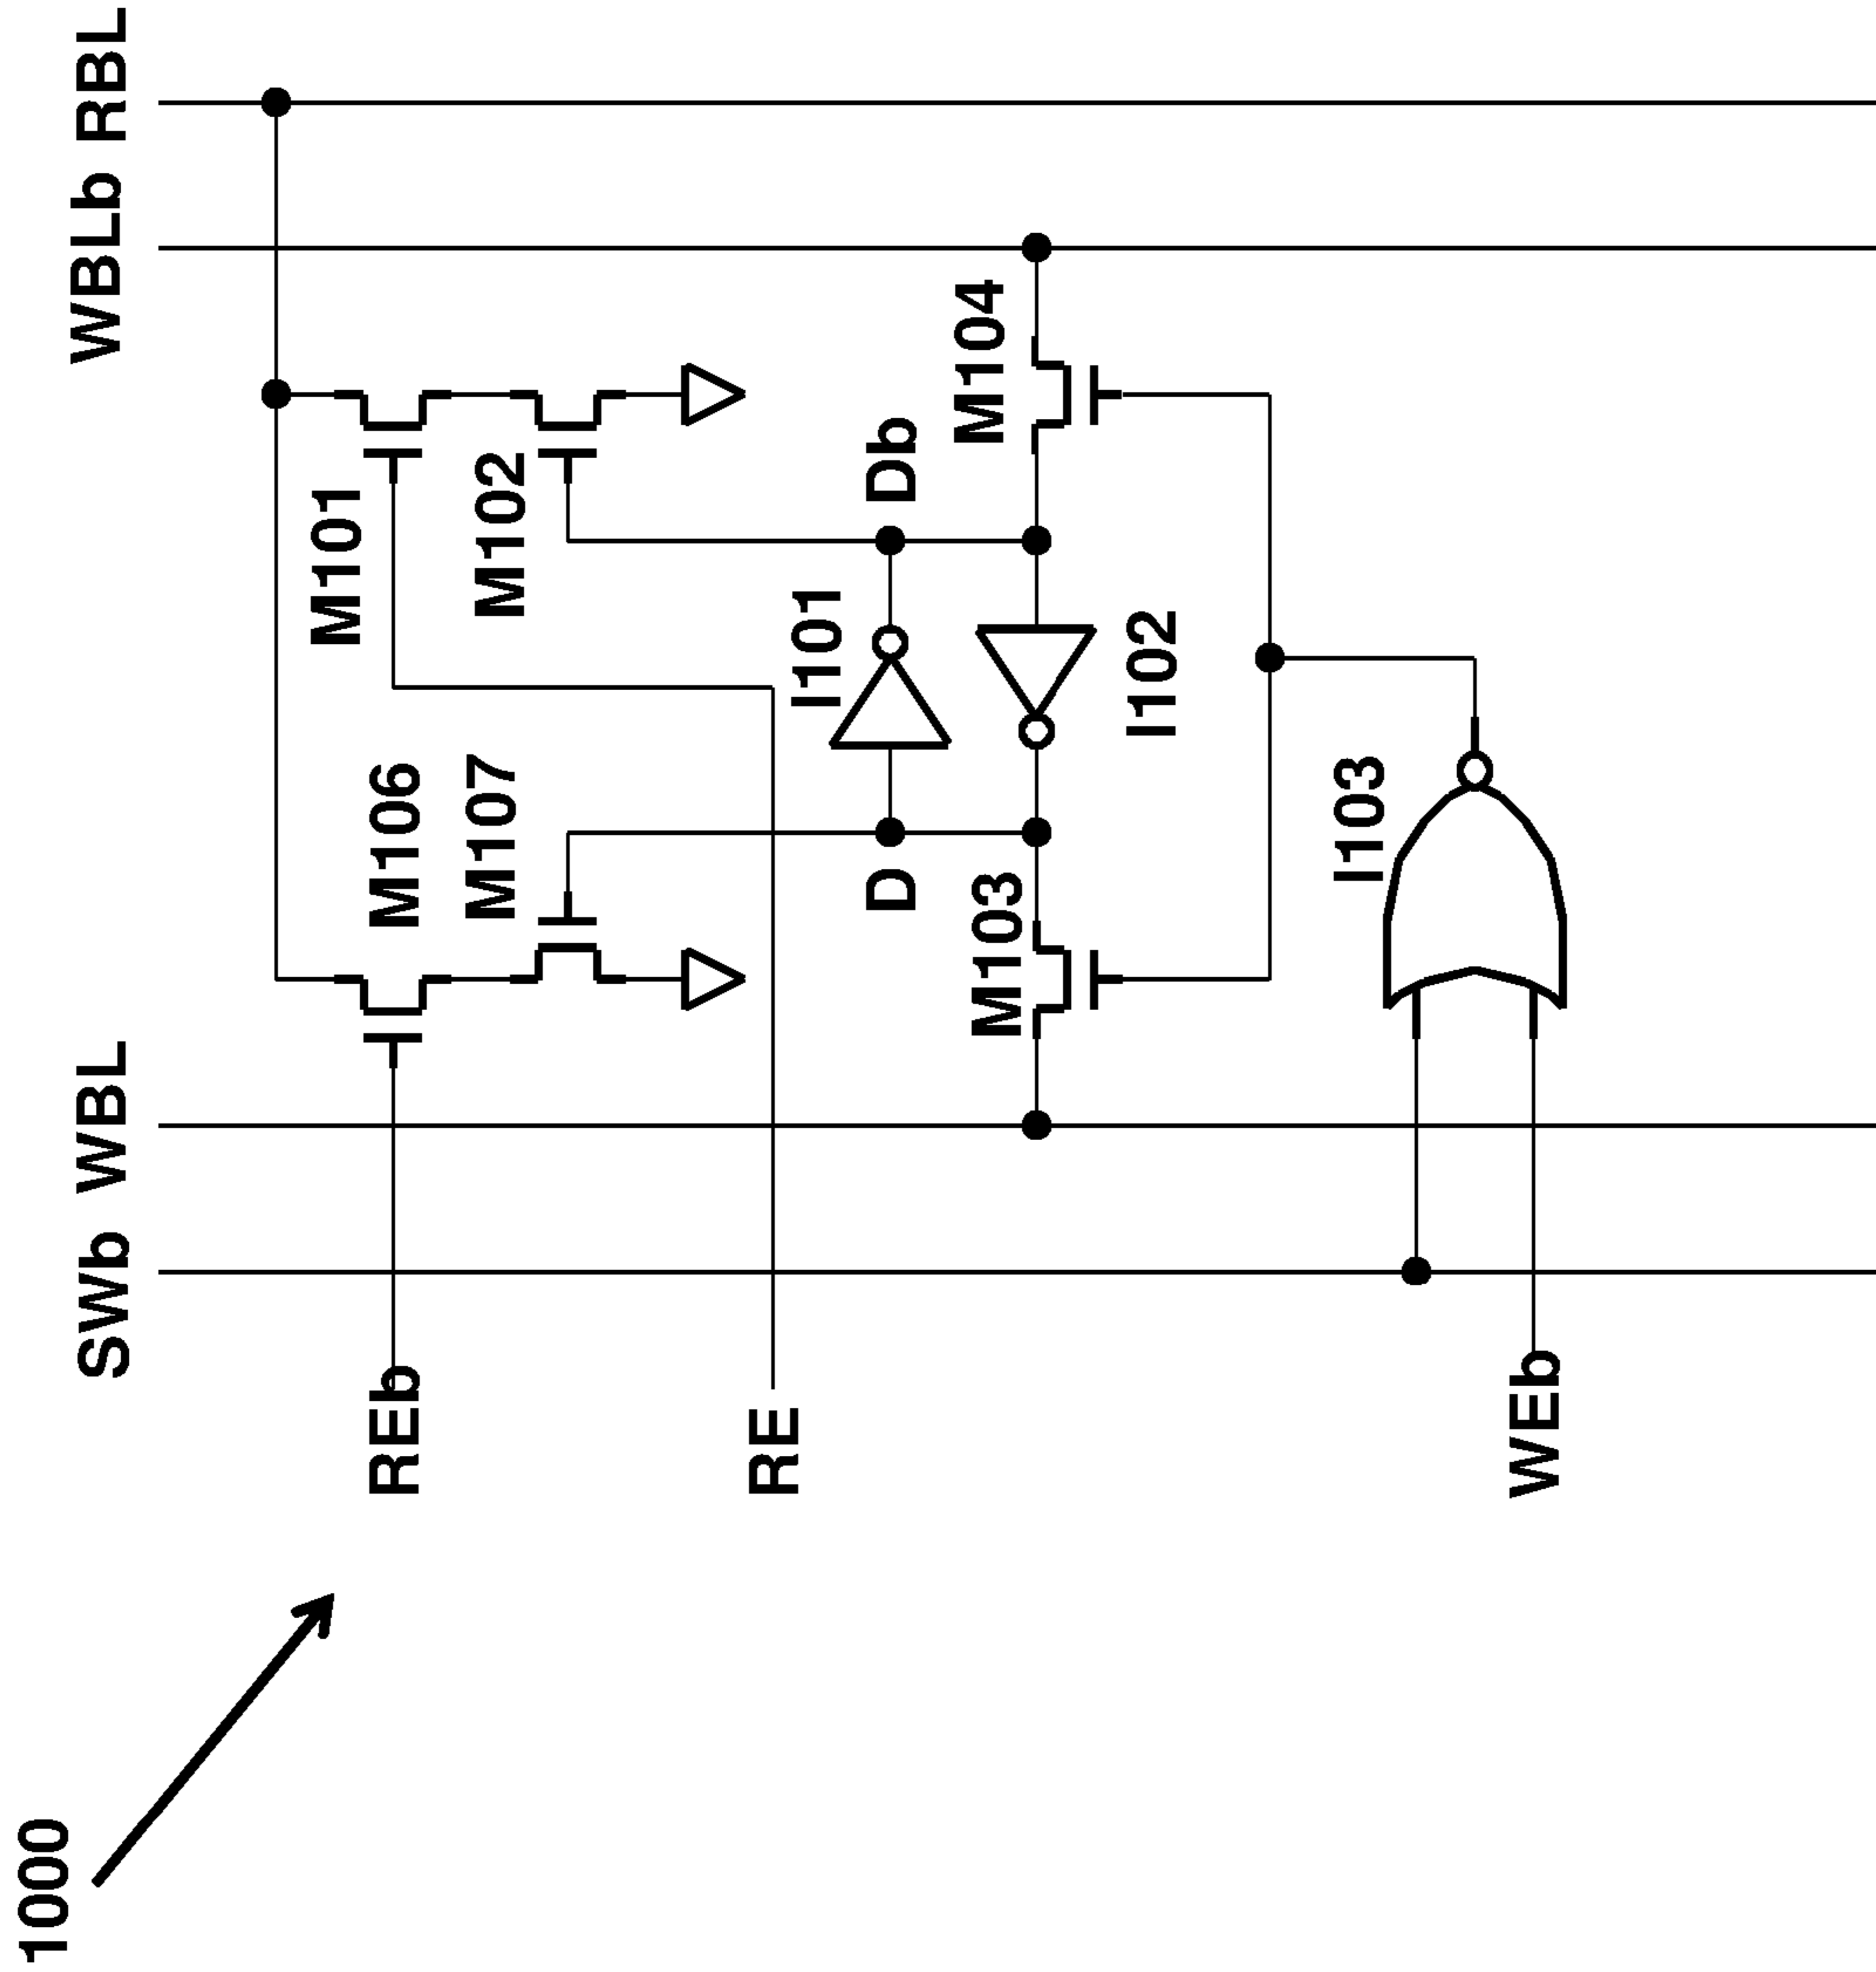 1000
SWb
WBL
WBLb
RBL
REb
M106
M107
M101
M102
RE
I101
D
Db
M103
M104
I102
I103
WEb